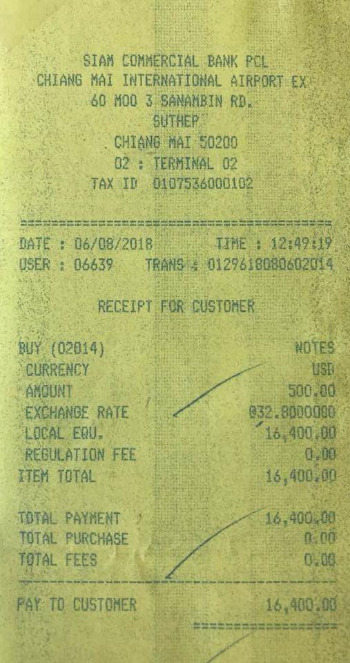 SIAM COMMERCIAL BANK PCL
CHIANG MAI INTERNATIONAL AIRPORT EX
60 MOO 3 SANAMBIN RD.
SUTHEP
CHIANG MAI 50200
02 : TERMINAL 02
TAX ID 0107536000102
DATE : 06/08/2018 TIME : 12:49:19
USER : 06639 TRANS : 0129618080602014
RECEIPT FOR CUSTOMER
BUY (02014) NOTES
CURRENCY USD
AMOUNT 500.00
EXCHANGE RATE @32.8000000
LOCAL EQU. 16,400.00
REGULATION FEE 0.00
ITEM TOTAL 16,400.00
TOTAL PAYMENT 16,400.00
TOTAL PURCHASE 0.00
TOTAL FEES 0.00
PAY TO CUSTOMER 16,400.00